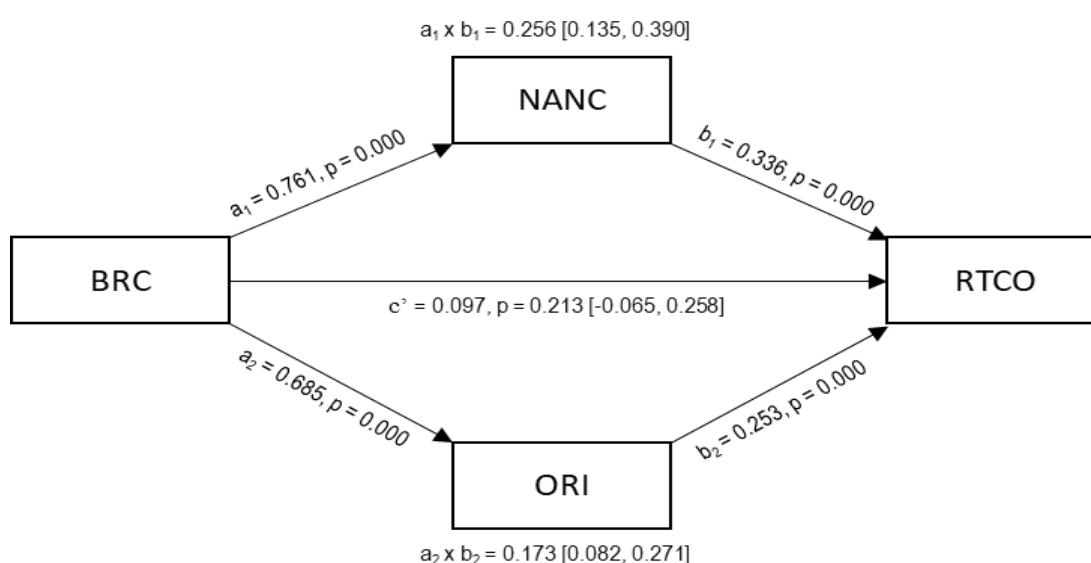 a₁ x b₁ = 0.256 [0.135, 0.390]
NANC
a₁ = 0.761, p = 0.000
b₁ = 0.336, p = 0.000
BRC
RTCO
c’ = 0.097, p = 0.213 [-0.065, 0.258]
a₂ = 0.685, p = 0.000
b₂ = 0.253, p = 0.000
ORI
a₂ x b₂ = 0.173 [0.082, 0.271]